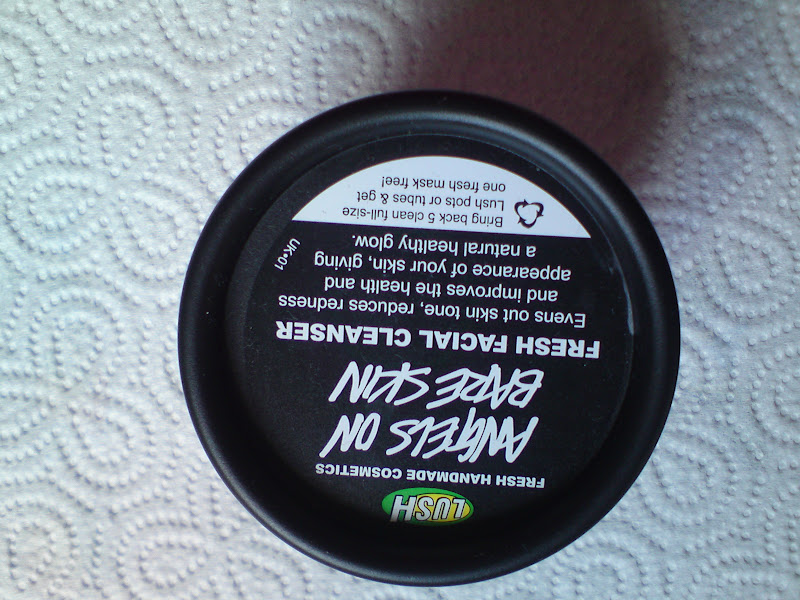 LUSH
FRESH HANDMADE COSMETICS
ANGELS ON
BARE SKIN
FRESH FACIAL CLEANSER
Evens out skin tone, reduces redness
and improves the health and
appearance of your skin, giving
a natural healthy glow.
UK•01
Bring back 5 clean full-size
Lush pots or tubes & get
one fresh mask free!